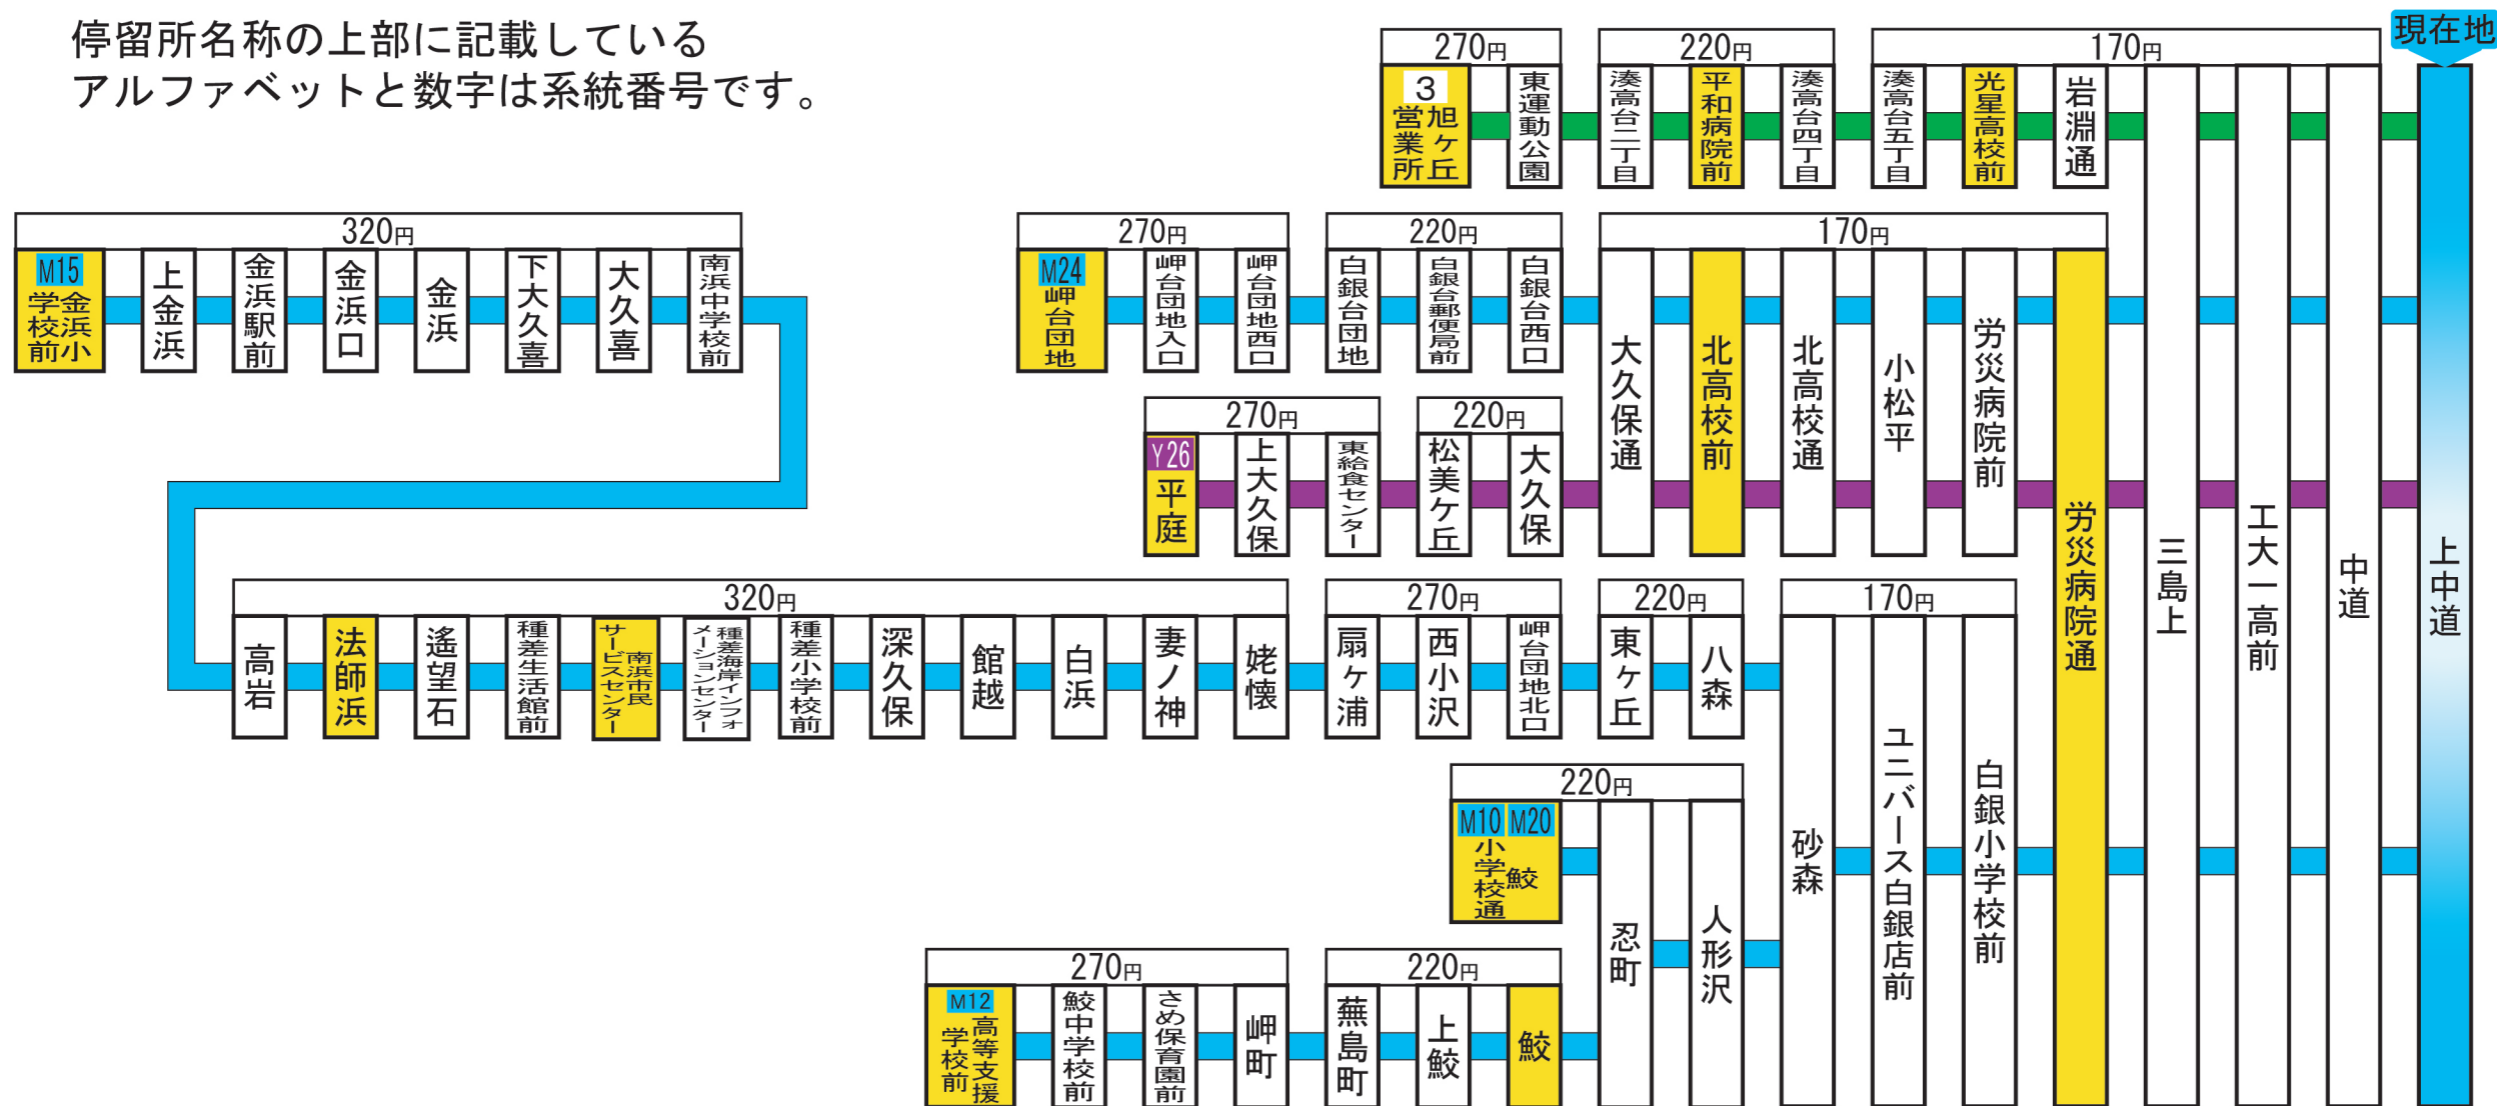 停留所名称の上部に記載している
アルファベットと数字は系統番号です。
現在地
270円
220円
170円
3
旭ヶ丘
営業所
東運動公園
湊高台二丁目
平和病院前
湊高台四丁目
湊高台五丁目
光星高校前
岩淵通
三島上
工大一高前
中道
上中道
320円
M15
金浜小
学校前
上金浜
金浜駅前
金浜口
金浜
下大久喜
大久喜
南浜中学校前
270円
220円
170円
M24
岬台団地
岬台団地入口
岬台団地西口
白銀台団地
白銀台郵便局前
白銀台西口
大久保通
北高校前
北高校通
小松平
労災病院前
労災病院通
270円
220円
Y26
平庭
上大久保
東給食センター
松美ケ丘
大久保
320円
270円
220円
170円
高岩
法師浜
遙望石
種差生活館前
南浜市民
サービスセンター
種差海岸インフォ
メーションセンター
種差小学校前
深久保
館越
白浜
妻ノ神
姥懐
扇ヶ浦
西小沢
岬台団地北口
東ヶ丘
八森
砂森
ユニバース白銀店前
白銀小学校前
220円
M10 M20
鮫
小学校通
忍町
人形沢
270円
220円
M12
高等支援
学校前
鮫中学校前
さめ保育園前
岬町
蕪島町
上鮫
鮫